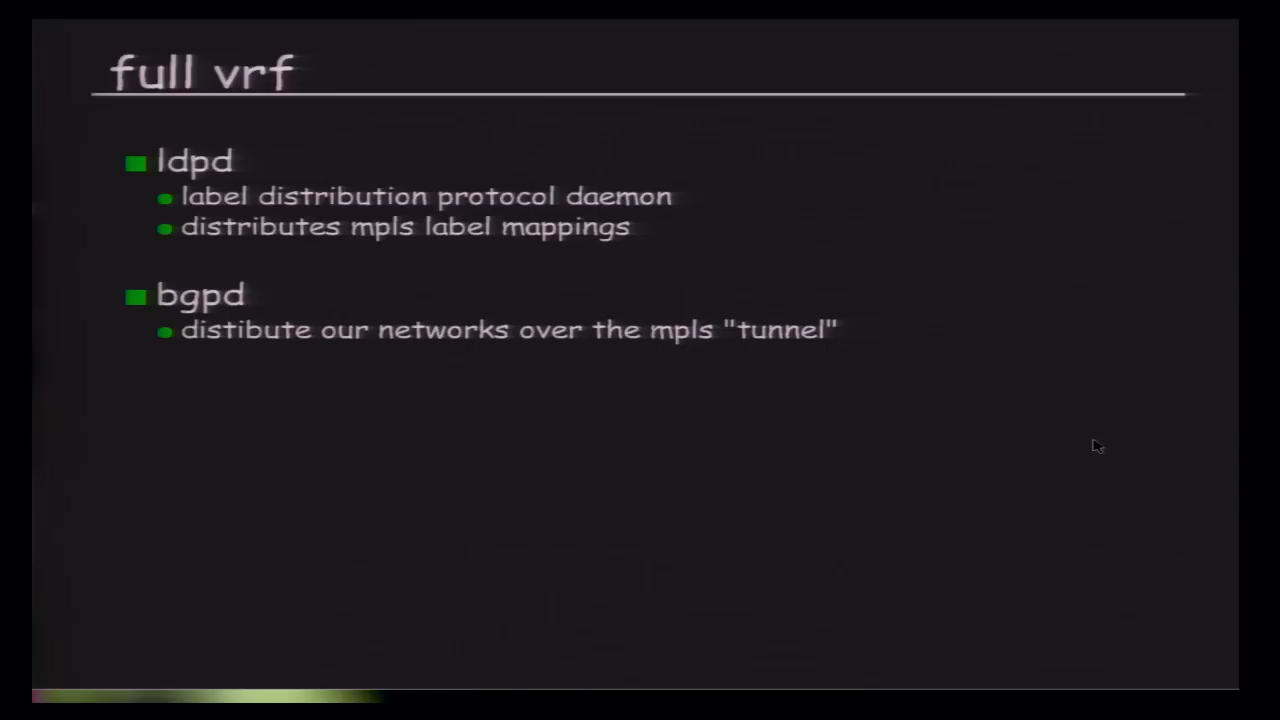 full vrf
ldpd
label distribution protocol daemon
distributes mpls label mappings
bgpd
distibute our networks over the mpls "tunnel"